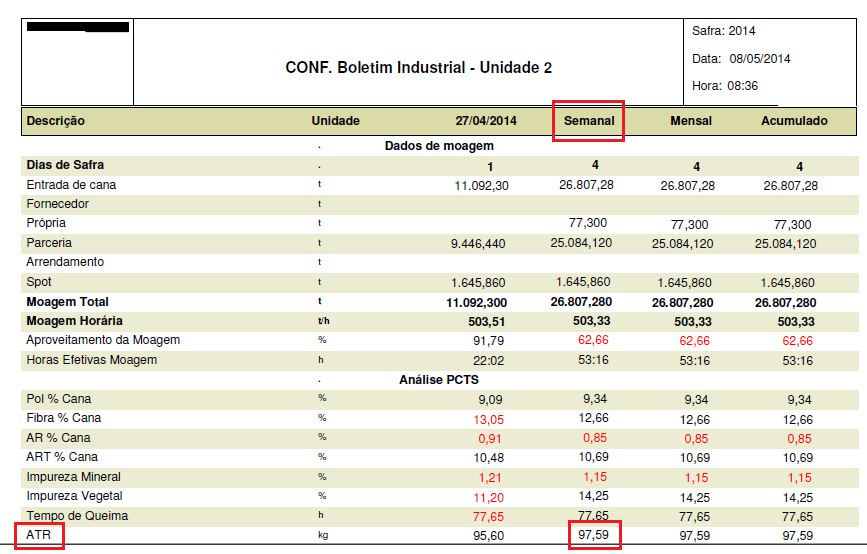 Safra: 2014
CONF. Boletim Industrial - Unidade 2
Data: 08/05/2014
Hora: 08:36
Descrição Unidade 27/04/2014 Semanal Mensal Acumulado
. Dados de moagem
Dias de Safra . 1 4 4 4
Entrada de cana t 11.092,30 26.807,28 26.807,28 26.807,28
Fornecedor t
Própria t 77,300 77,300 77,300
Parceria t 9.446,440 25.084,120 25.084,120 25.084,120
Arrendamento t
Spot t 1.645,860 1.645,860 1.645,860 1.645,860
Moagem Total t 11.092,300 26.807,280 26.807,280 26.807,280
Moagem Horária t/h 503,51 503,33 503,33 503,33
Aproveitamento da Moagem % 91,79 62,66 62,66 62,66
Horas Efetivas Moagem h 22:02 53:16 53:16 53:16
. Análise PCTS
Pol % Cana % 9,09 9,34 9,34 9,34
Fibra % Cana % 13,05 12,66 12,66 12,66
AR % Cana % 0,91 0,85 0,85 0,85
ART % Cana % 10,48 10,69 10,69 10,69
Impureza Mineral % 1,21 1,15 1,15 1,15
Impureza Vegetal % 11,20 14,25 14,25 14,25
Tempo de Queima h 77,65 77,65 77,65 77,65
ATR kg 95,60 97,59 97,59 97,59